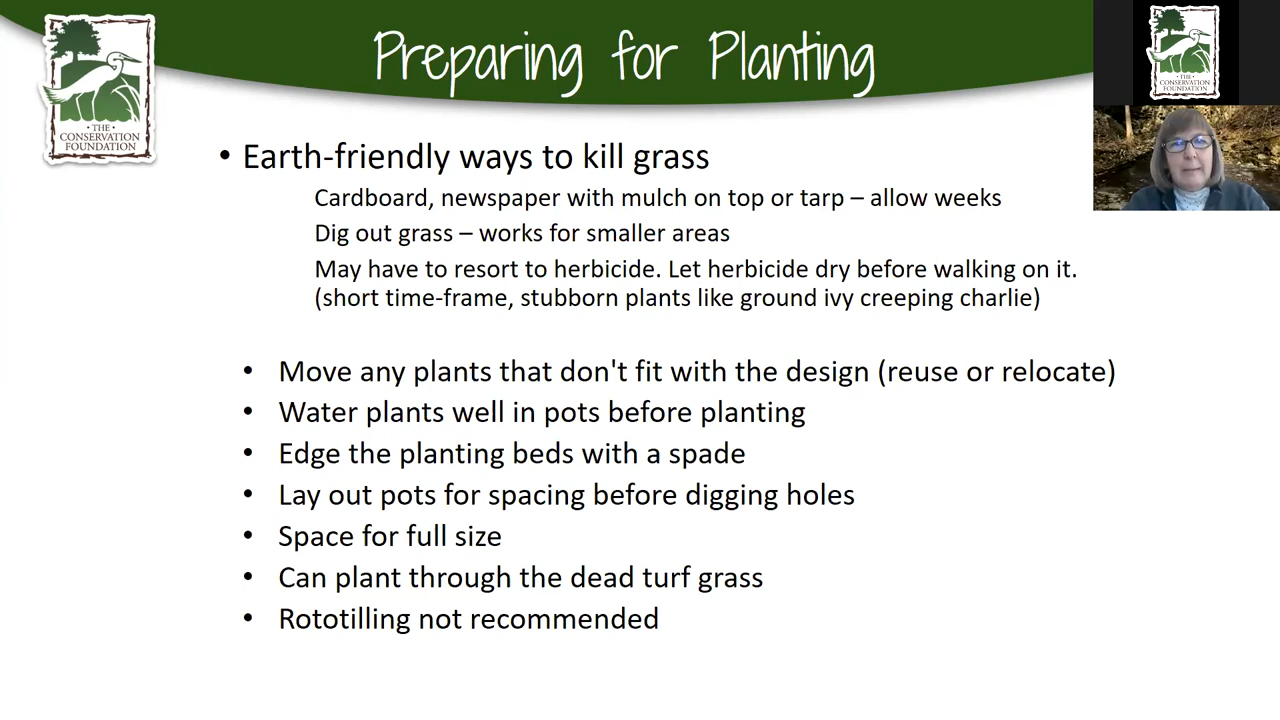 Preparing for Planting
• THE •
CONSERVATION
FOUNDATION
• THE •
CONSERVATION
FOUNDATION
• Earth-friendly ways to kill grass
Cardboard, newspaper with mulch on top or tarp – allow weeks
Dig out grass – works for smaller areas
May have to resort to herbicide. Let herbicide dry before walking on it.
(short time-frame, stubborn plants like ground ivy creeping charlie)
• Move any plants that don't fit with the design (reuse or relocate)
• Water plants well in pots before planting
• Edge the planting beds with a spade
• Lay out pots for spacing before digging holes
• Space for full size
• Can plant through the dead turf grass
• Rototilling not recommended